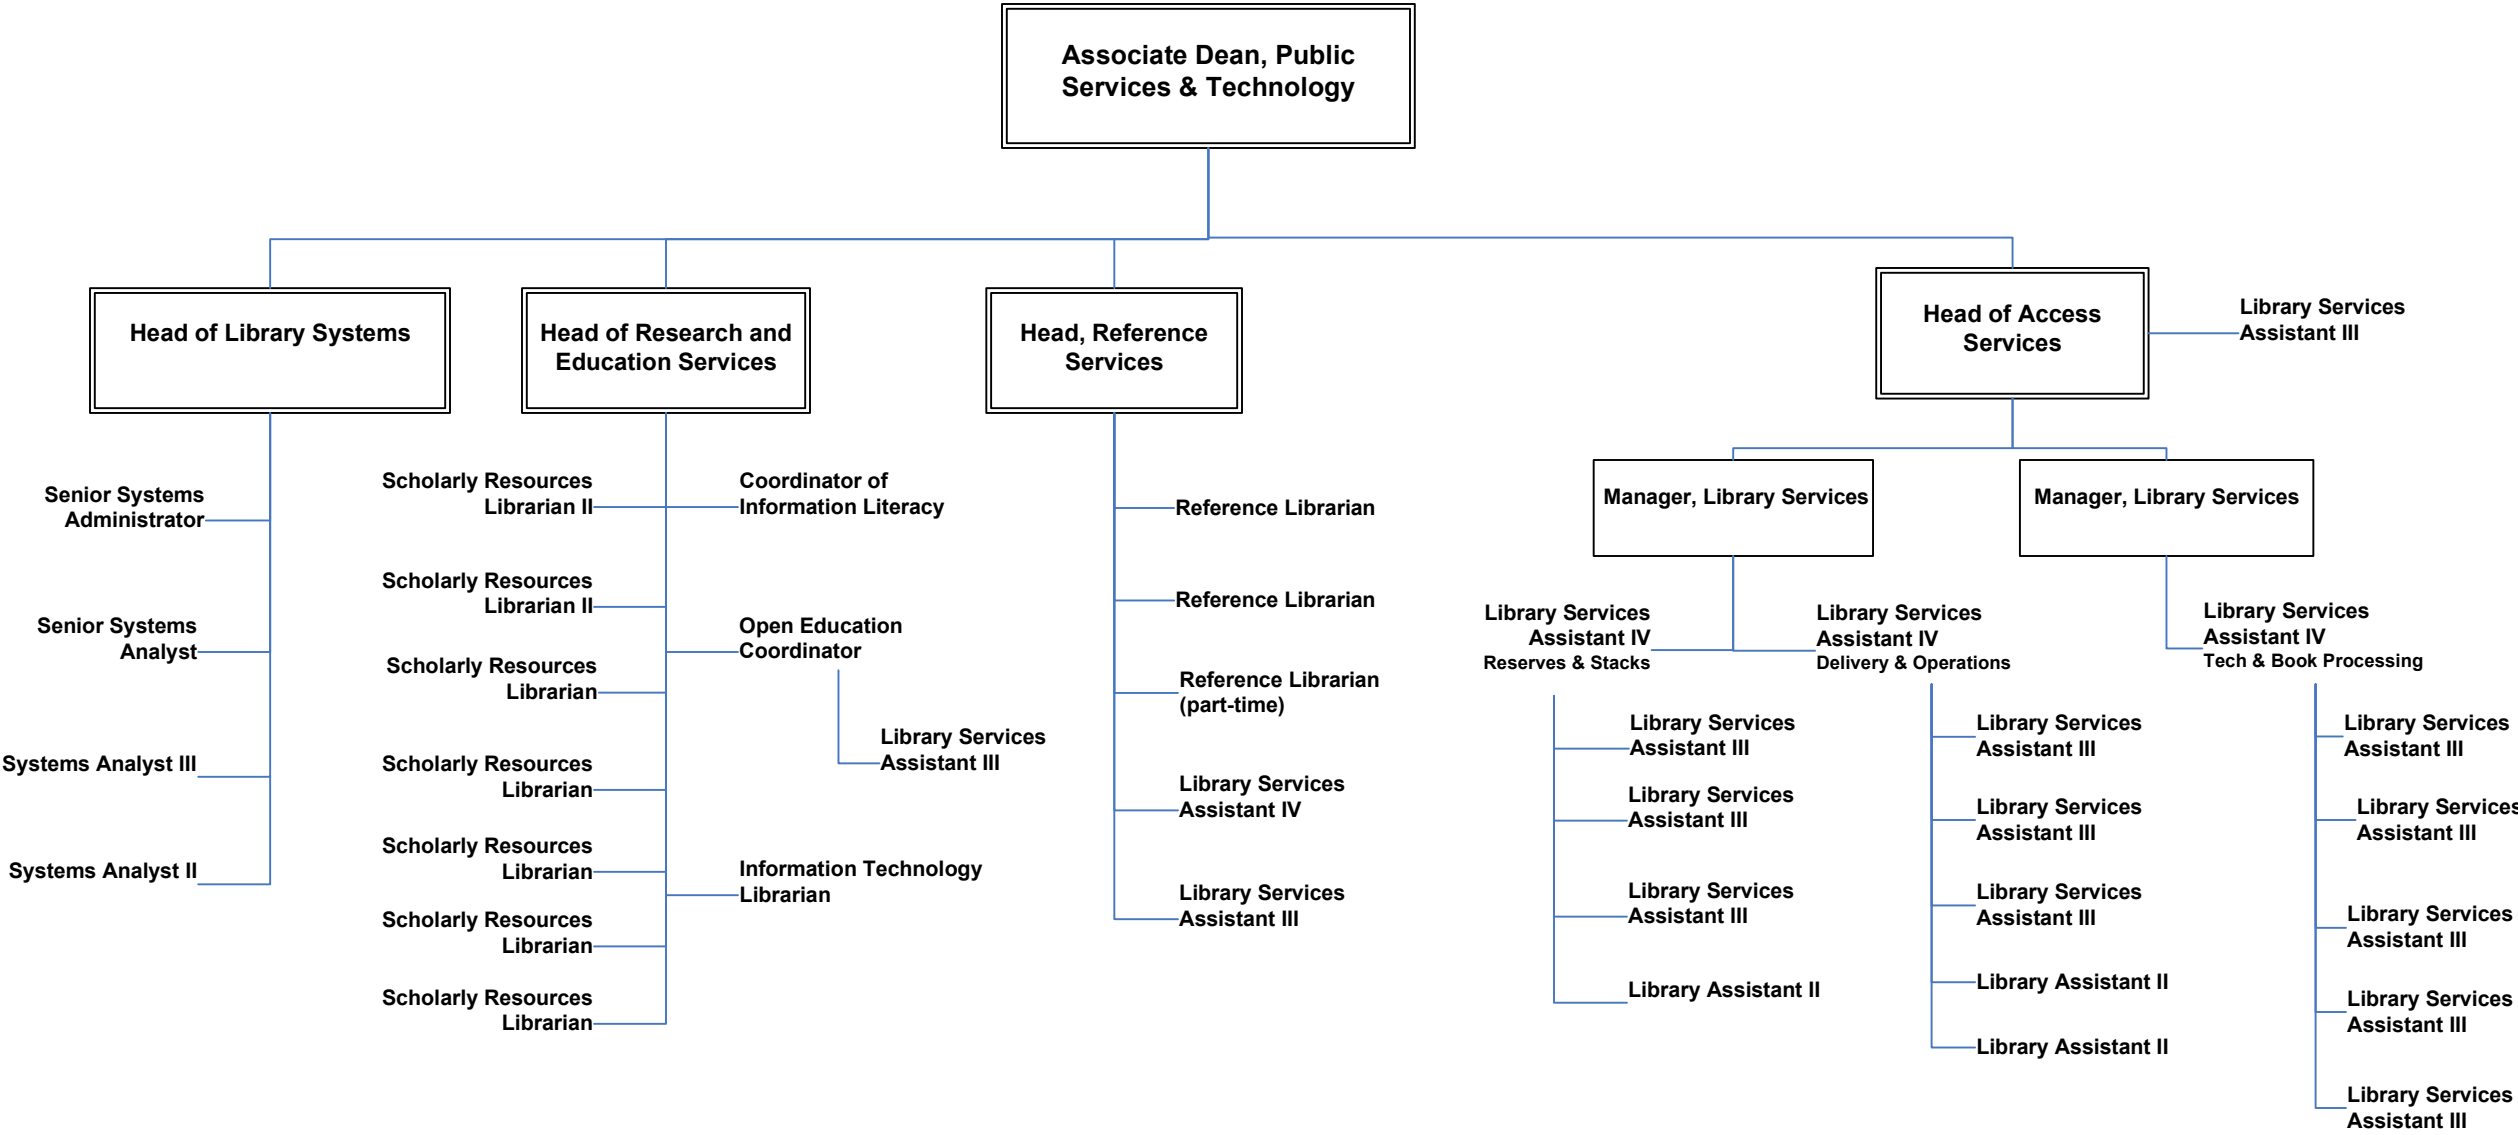 Associate Dean, Public
Services & Technology
Head of Library Systems
Head of Research and
Education Services
Head, Reference
Services
Head of Access
Services
Library Services
Assistant III
Senior Systems
Administrator
Senior Systems
Analyst
Systems Analyst III
Systems Analyst II
Scholarly Resources
Librarian II
Scholarly Resources
Librarian II
Scholarly Resources
Librarian
Scholarly Resources
Librarian
Scholarly Resources
Librarian
Scholarly Resources
Librarian
Scholarly Resources
Librarian
Coordinator of
Information Literacy
Open Education
Coordinator
Library Services
Assistant III
Information Technology
Librarian
Reference Librarian
Reference Librarian
Reference Librarian
(part-time)
Library Services
Assistant IV
Library Services
Assistant III
Manager, Library Services
Manager, Library Services
Library Services
Assistant IV
Reserves & Stacks
Library Services
Assistant III
Library Services
Assistant III
Library Services
Assistant III
Library Assistant II
Library Services
Assistant IV
Delivery & Operations
Library Services
Assistant III
Library Services
Assistant III
Library Services
Assistant III
Library Assistant II
Library Assistant II
Library Services
Assistant IV
Tech & Book Processing
Library Services
Assistant III
Library Services
Assistant III
Library Services
Assistant III
Library Services
Assistant III
Library Services
Assistant III